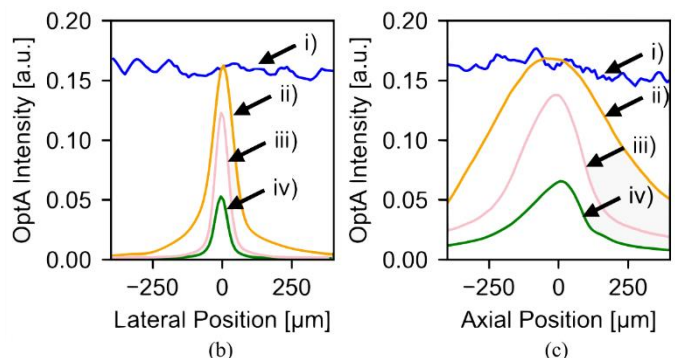 0.20
0.15
0.10
0.05
0.00
OptA Intensity [a.u.]
i)
ii)
iii)
iv)
−250 0 250
Lateral Position [µm]
(b)
0.20
0.15
0.10
0.05
0.00
OptA Intensity [a.u.]
i)
ii)
iii)
iv)
−250 0 250
Axial Position [µm]
(c)